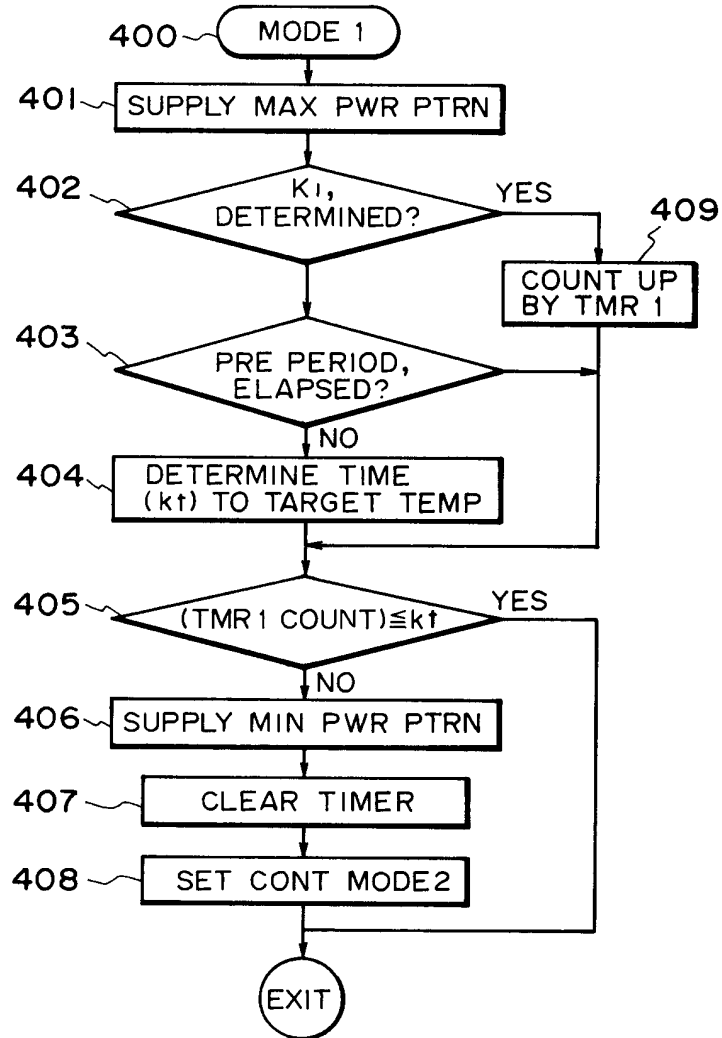 400
MODE 1
401
SUPPLY MAX PWR PTRN
402
K1,
DETERMINED?
YES
409
COUNT UP
BY TMR 1
403
PRE PERIOD,
ELAPSED?
NO
404
DETERMINE TIME
(kt) TO TARGET TEMP
405
(TMR1 COUNT)≦kt
YES
NO
406
SUPPLY MIN PWR PTRN
407
CLEAR TIMER
408
SET CONT MODE2
EXIT